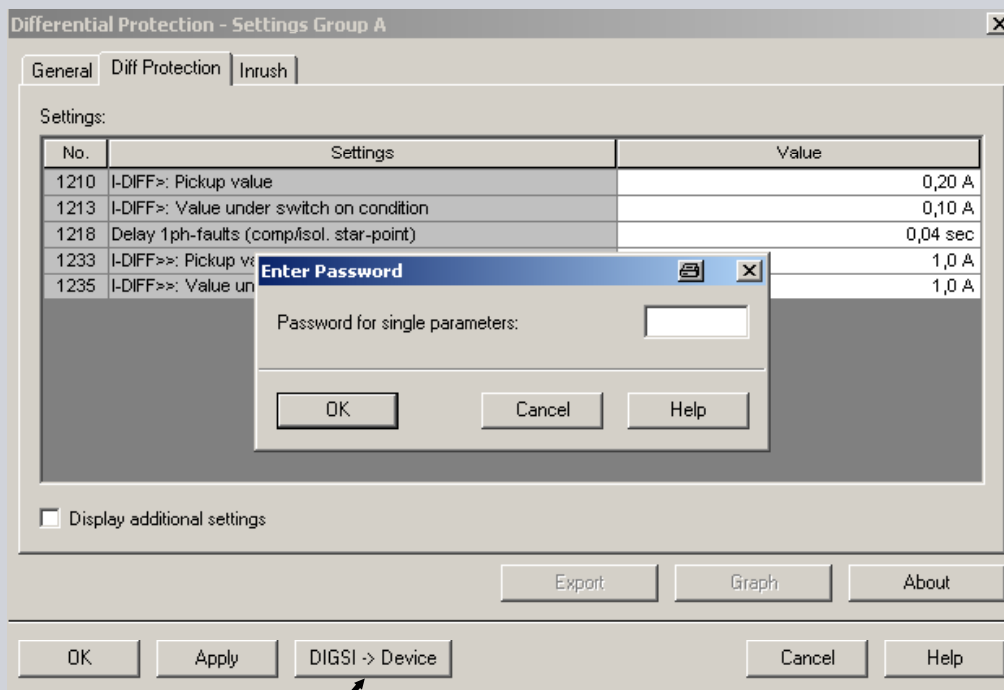 Differential Protection - Settings Group A
General Diff Protection Inrush
Settings:
No. Settings Value
1210 I-DIFF>: Pickup value 0,20 A
1213 I-DIFF>: Value under switch on condition 0,10 A
1218 Delay 1ph-faults (comp/isol. star-point) 0,04 sec
1233 I-DIFF>>: Pickup va 1,0 A
1235 I-DIFF>>: Value un 1,0 A
Enter Password
Password for single parameters:
OK Cancel Help
Display additional settings
Export Graph About
OK Apply DIGSI -> Device Cancel Help